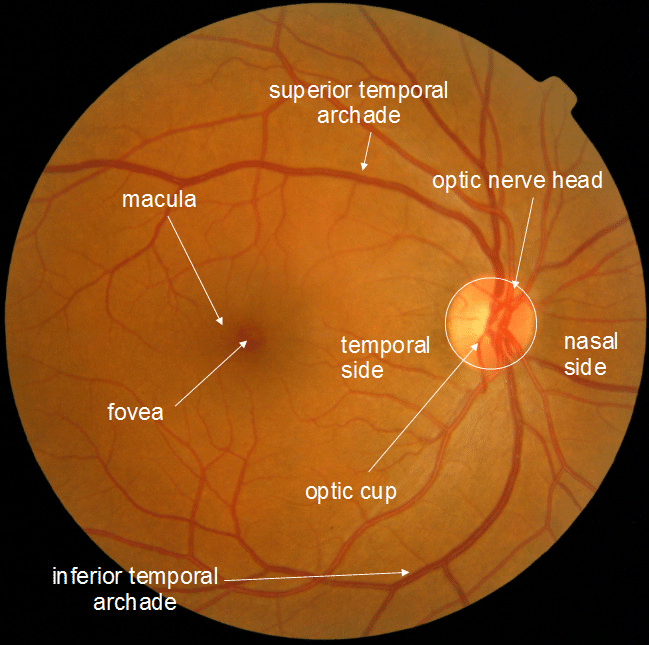 superior temporal
archade
optic nerve head
macula
temporal
side
nasal
side
fovea
optic cup
inferior temporal
archade